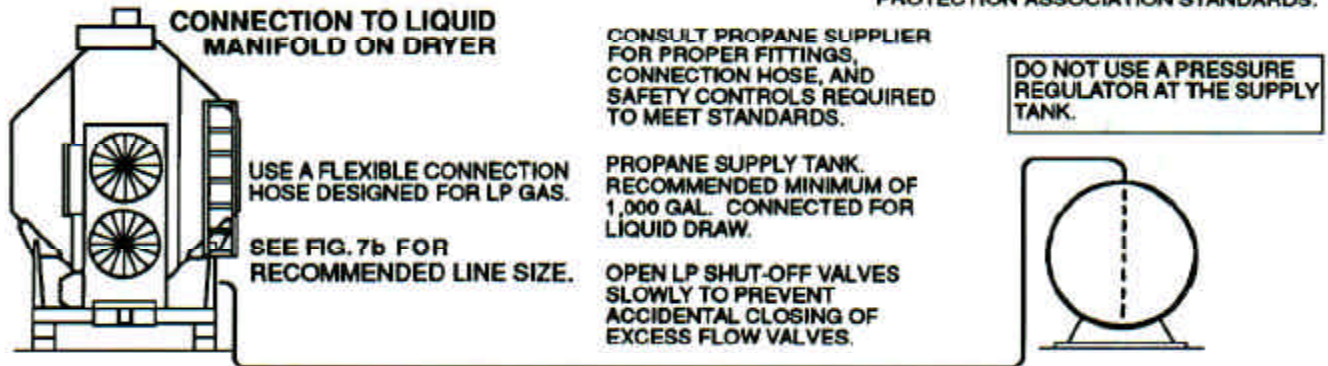 PROTECTION ASSOCIATION STANDARDS.
CONNECTION TO LIQUID
MANIFOLD ON DRYER
USE A FLEXIBLE CONNECTION
HOSE DESIGNED FOR LP GAS.
SEE FIG. 7b FOR
RECOMMENDED LINE SIZE.
CONSULT PROPANE SUPPLIER
FOR PROPER FITTINGS,
CONNECTION HOSE, AND
SAFETY CONTROLS REQUIRED
TO MEET STANDARDS.
PROPANE SUPPLY TANK.
RECOMMENDED MINIMUM OF
1,000 GAL. CONNECTED FOR
LIQUID DRAW.
OPEN LP SHUT-OFF VALVES
SLOWLY TO PREVENT
ACCIDENTAL CLOSING OF
EXCESS FLOW VALVES.
DO NOT USE A PRESSURE
REGULATOR AT THE SUPPLY
TANK.